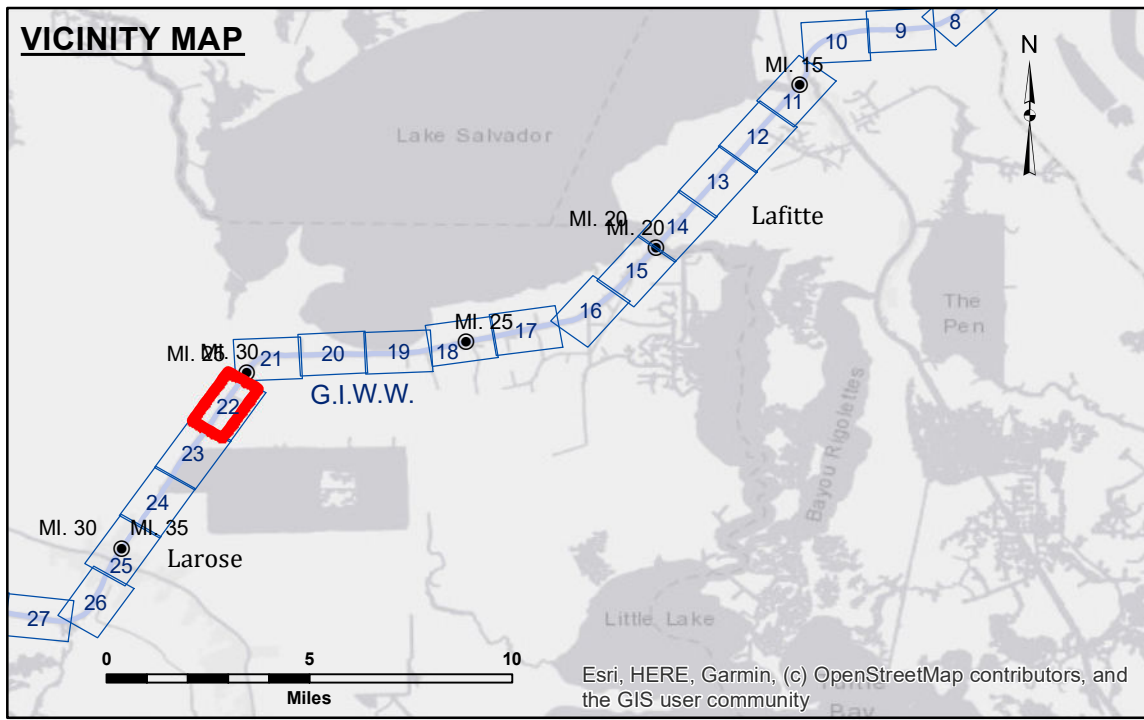 VICINITY MAP
N
8
9
10
MI. 15
11
Lake Salvador
12
13
Lafitte
MI. 20
MI. 20
14
15
The
Pen
16
MI. 25
17
18
19
20
21
MI. 30
G.I.W.W.
22
23
24
Bayou Rigolettes
MI. 30
MI. 35
Larose
25
26
27
Little Lake
0
5
10
Miles
Esri, HERE, Garmin, (c) OpenStreetMap contributors, and
the GIS user community
Bay